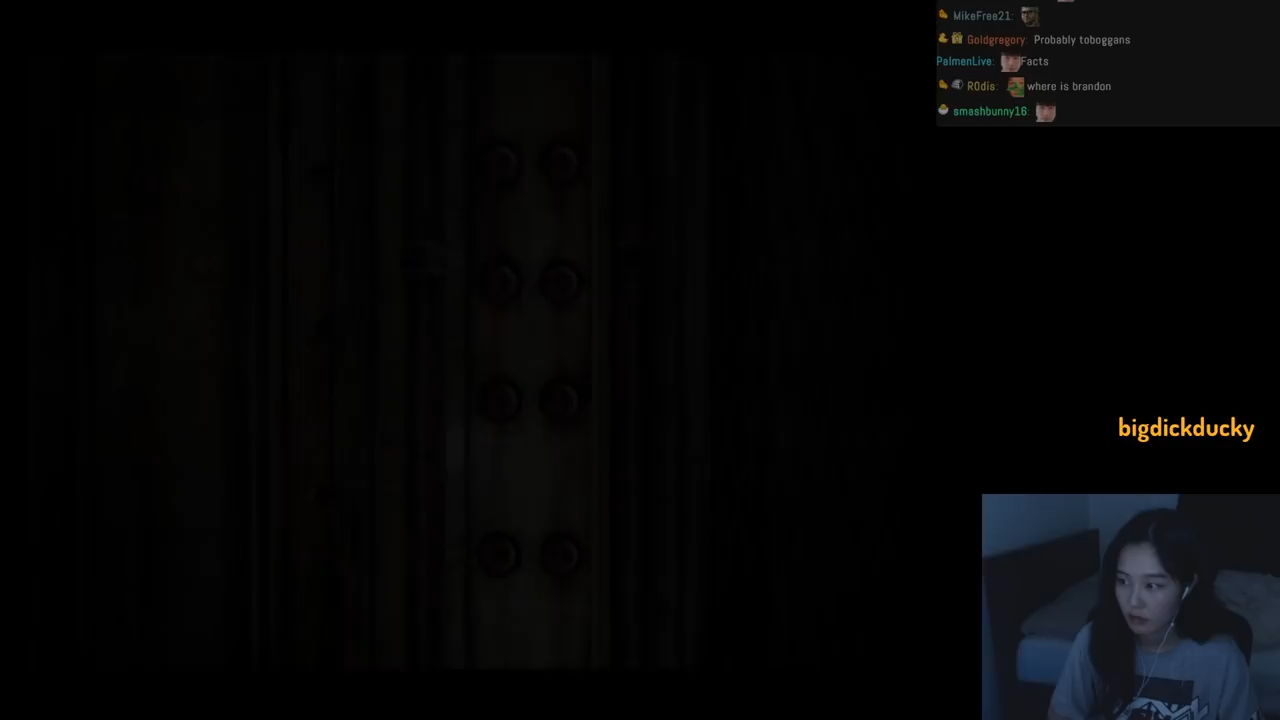 MikeFree21:
Goldgregory: Probably toboggans
PalmenLive: Facts
R0dis: where is brandon
smashbunny16:
bigdickducky